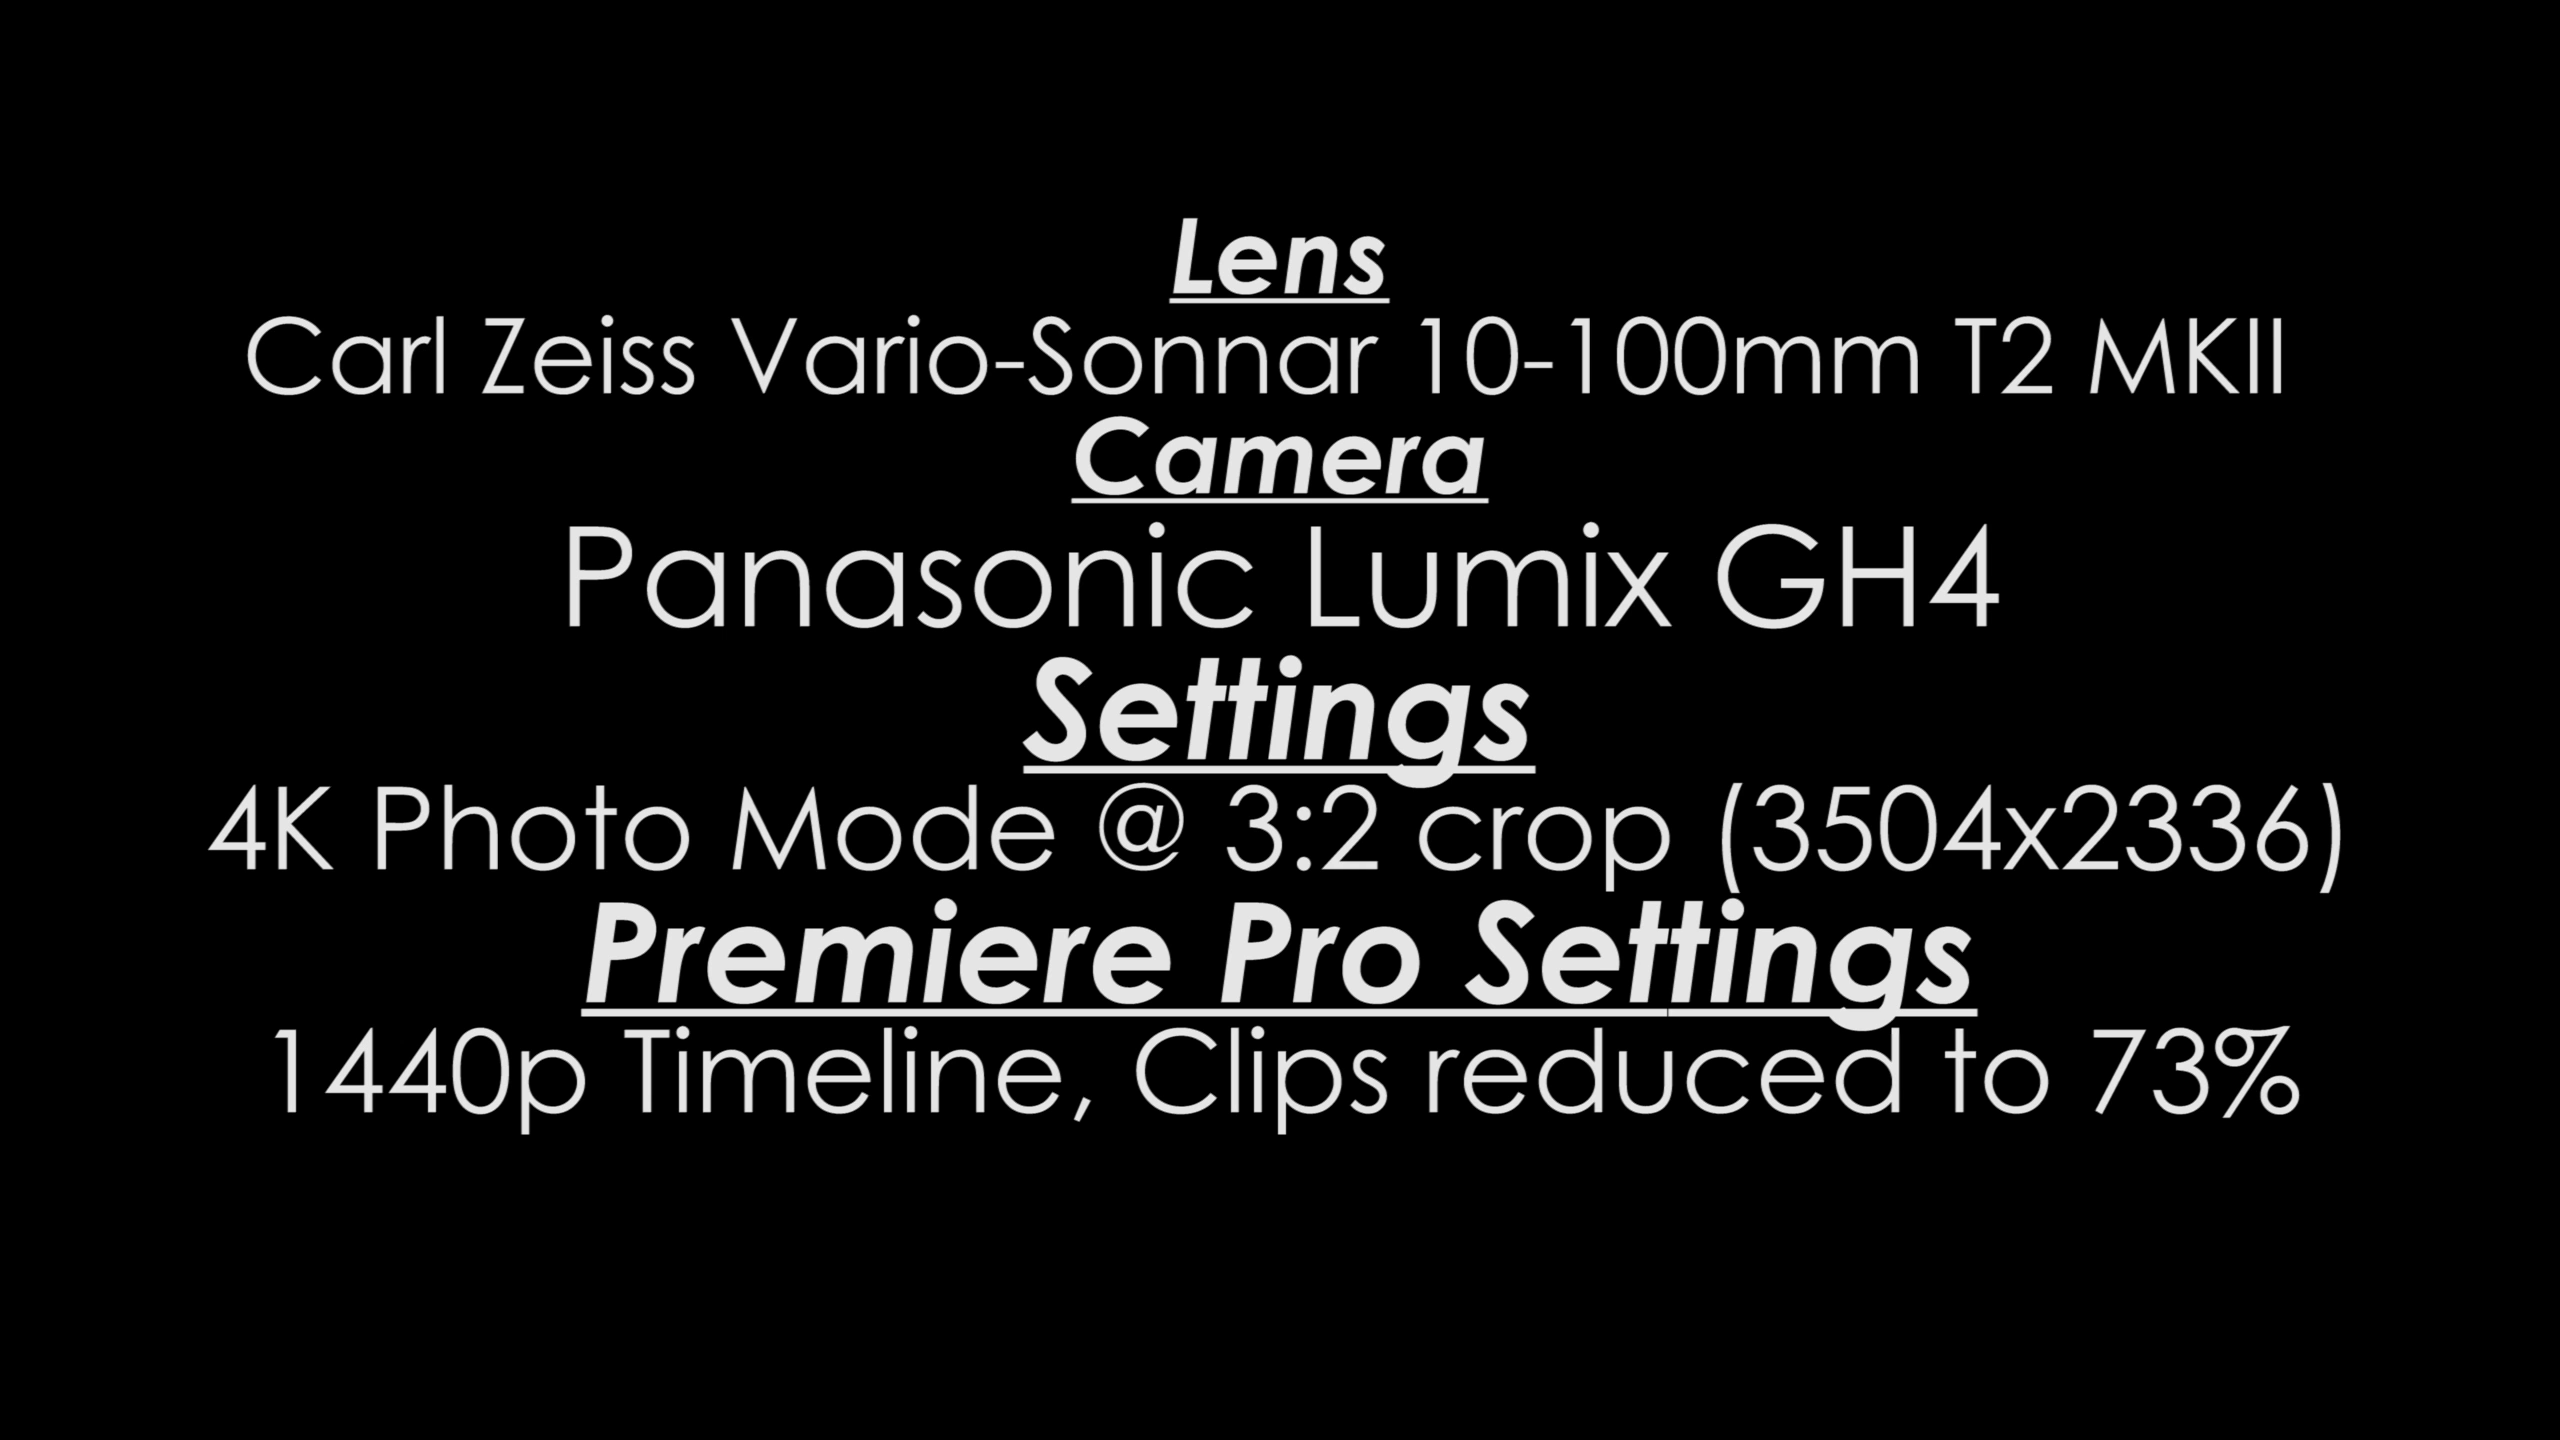 Lens
Carl Zeiss Vario-Sonnar 10-100mm T2 MKII
Camera
Panasonic Lumix GH4
Settings
4K Photo Mode @ 3:2 crop (3504x2336)
Premiere Pro Settings
1440p Timeline, Clips reduced to 73%